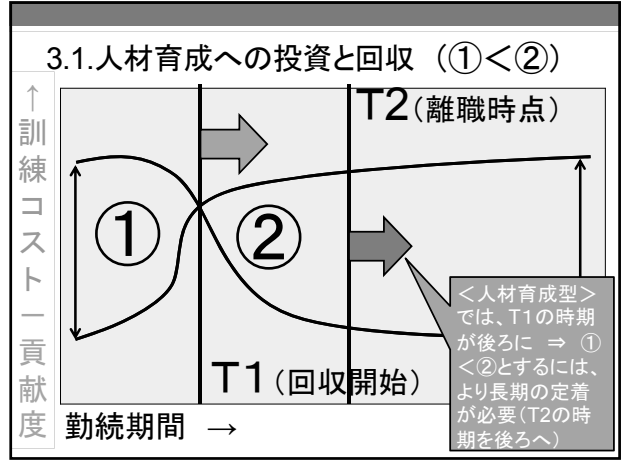 3.1.人材育成への投資と回収 （①＜②）
↑訓練コスト―貢献度
T2(離職時点)
①
②
T1(回収開始)
勤続期間 →
＜人材育成型＞
では、T1の時期
が後ろに ⇒ ①
＜②とするには、
より長期の定着
が必要(T2の時
期を後ろへ)